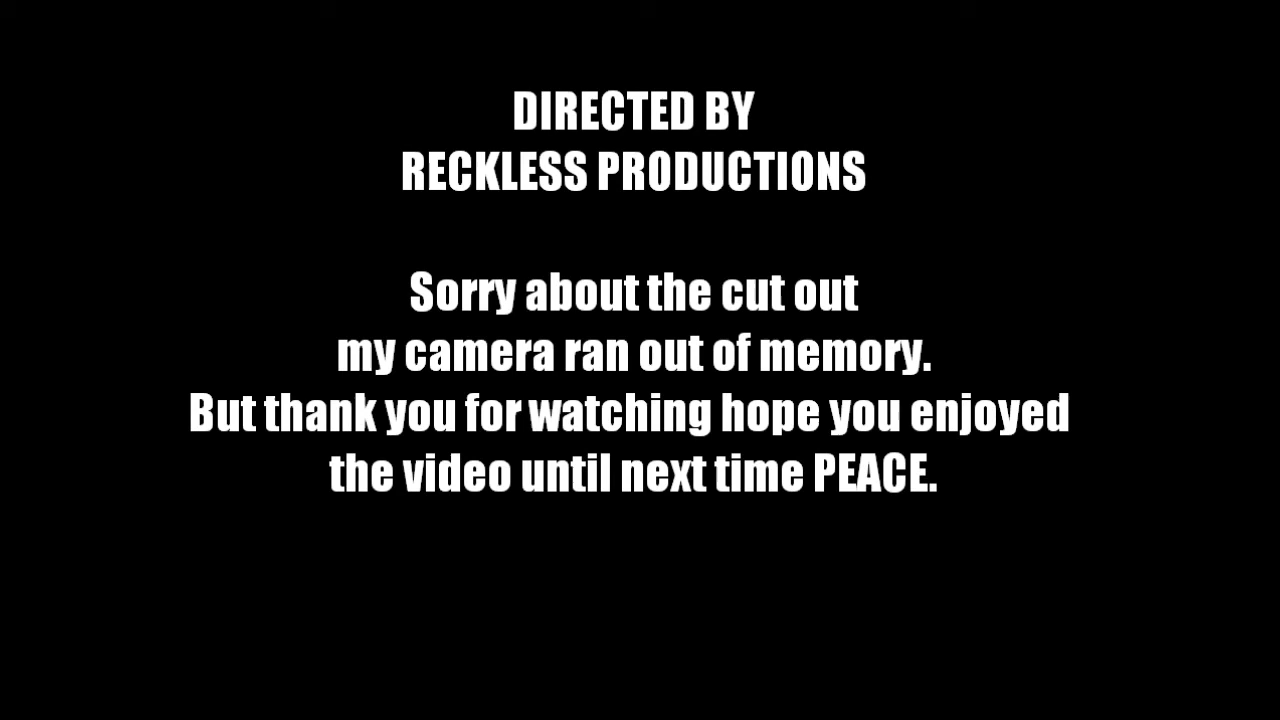 DIRECTED BY
RECKLESS PRODUCTIONS
Sorry about the cut out
my camera ran out of memory.
But thank you for watching hope you enjoyed
the video until next time PEACE.